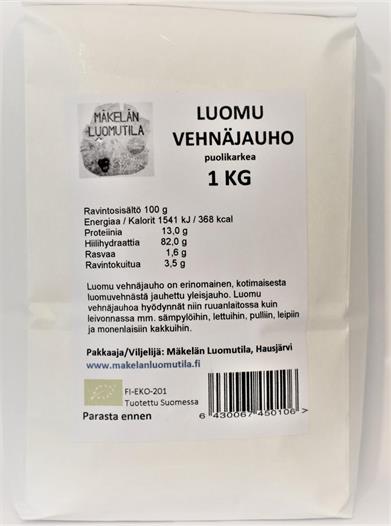 MÄKELÄN
LUOMUTILA
LUOMU
VEHNÄJAUHO
puolikarkea
1 KG
Ravintosisältö 100 g
Energiaa / Kalorit 1541 kJ / 368 kcal
Proteiinia 13,0 g
Hiilihydraattia 82,0 g
Rasvaa 1,6 g
Ravintokuitua 3,5 g
Luomu vehnäjauho on erinomainen, kotimaisesta
luomuvehnästä jauhettu yleisjauho. Luomu
vehnäjauhoa hyödynnät niin ruuanlaitossa kuin
leivonnassa mm. sämpylöihin, lettuihin, pulliin, leipiin
ja monenlaisiin kakkuihin.
Pakkaaja/Viljelijä: Mäkelän Luomutila, Hausjärvi
www.makelanluomutila.fi
FI-EKO-201
Tuotettu Suomessa
Parasta ennen
6 430067 450106 >